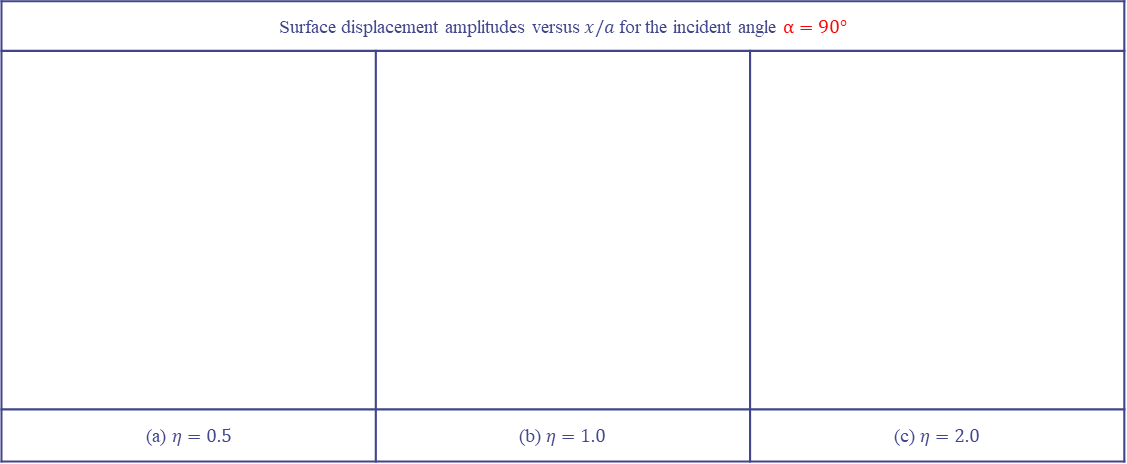 Surface displacement amplitudes versus x/a for the incident angle α = 90°
(a) η = 0.5
(b) η = 1.0
(c) η = 2.0